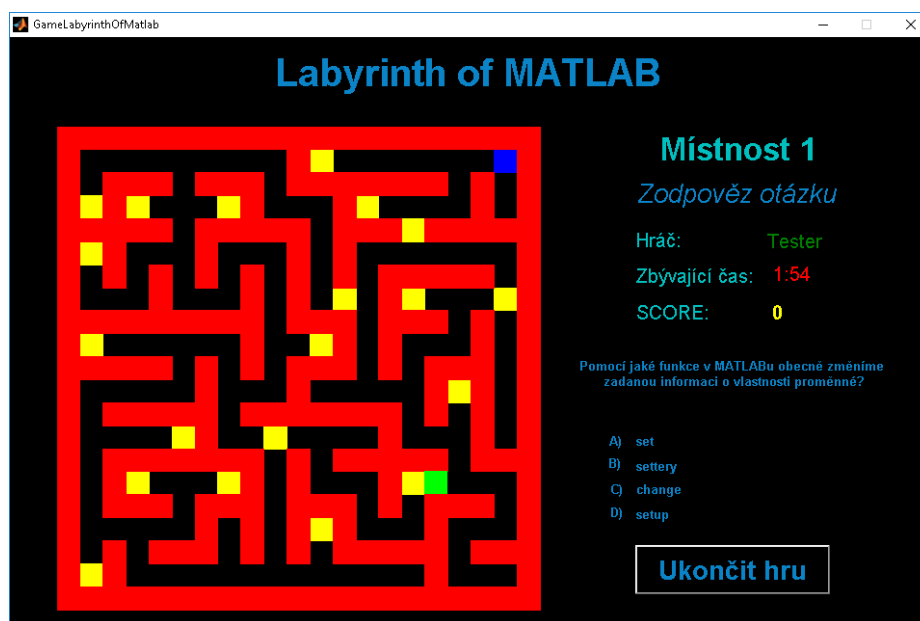 GameLabyrinthOfMatlab
Labyrinth of MATLAB
Místnost 1
Zodpověz otázku
Hráč: Tester
Zbývající čas: 1:54
SCORE: 0
Pomocí jaké funkce v MATLABu obecně změníme
zadanou informaci o vlastnosti proměnné?
A) set
B) settery
C) change
D) setup
Ukončit hru